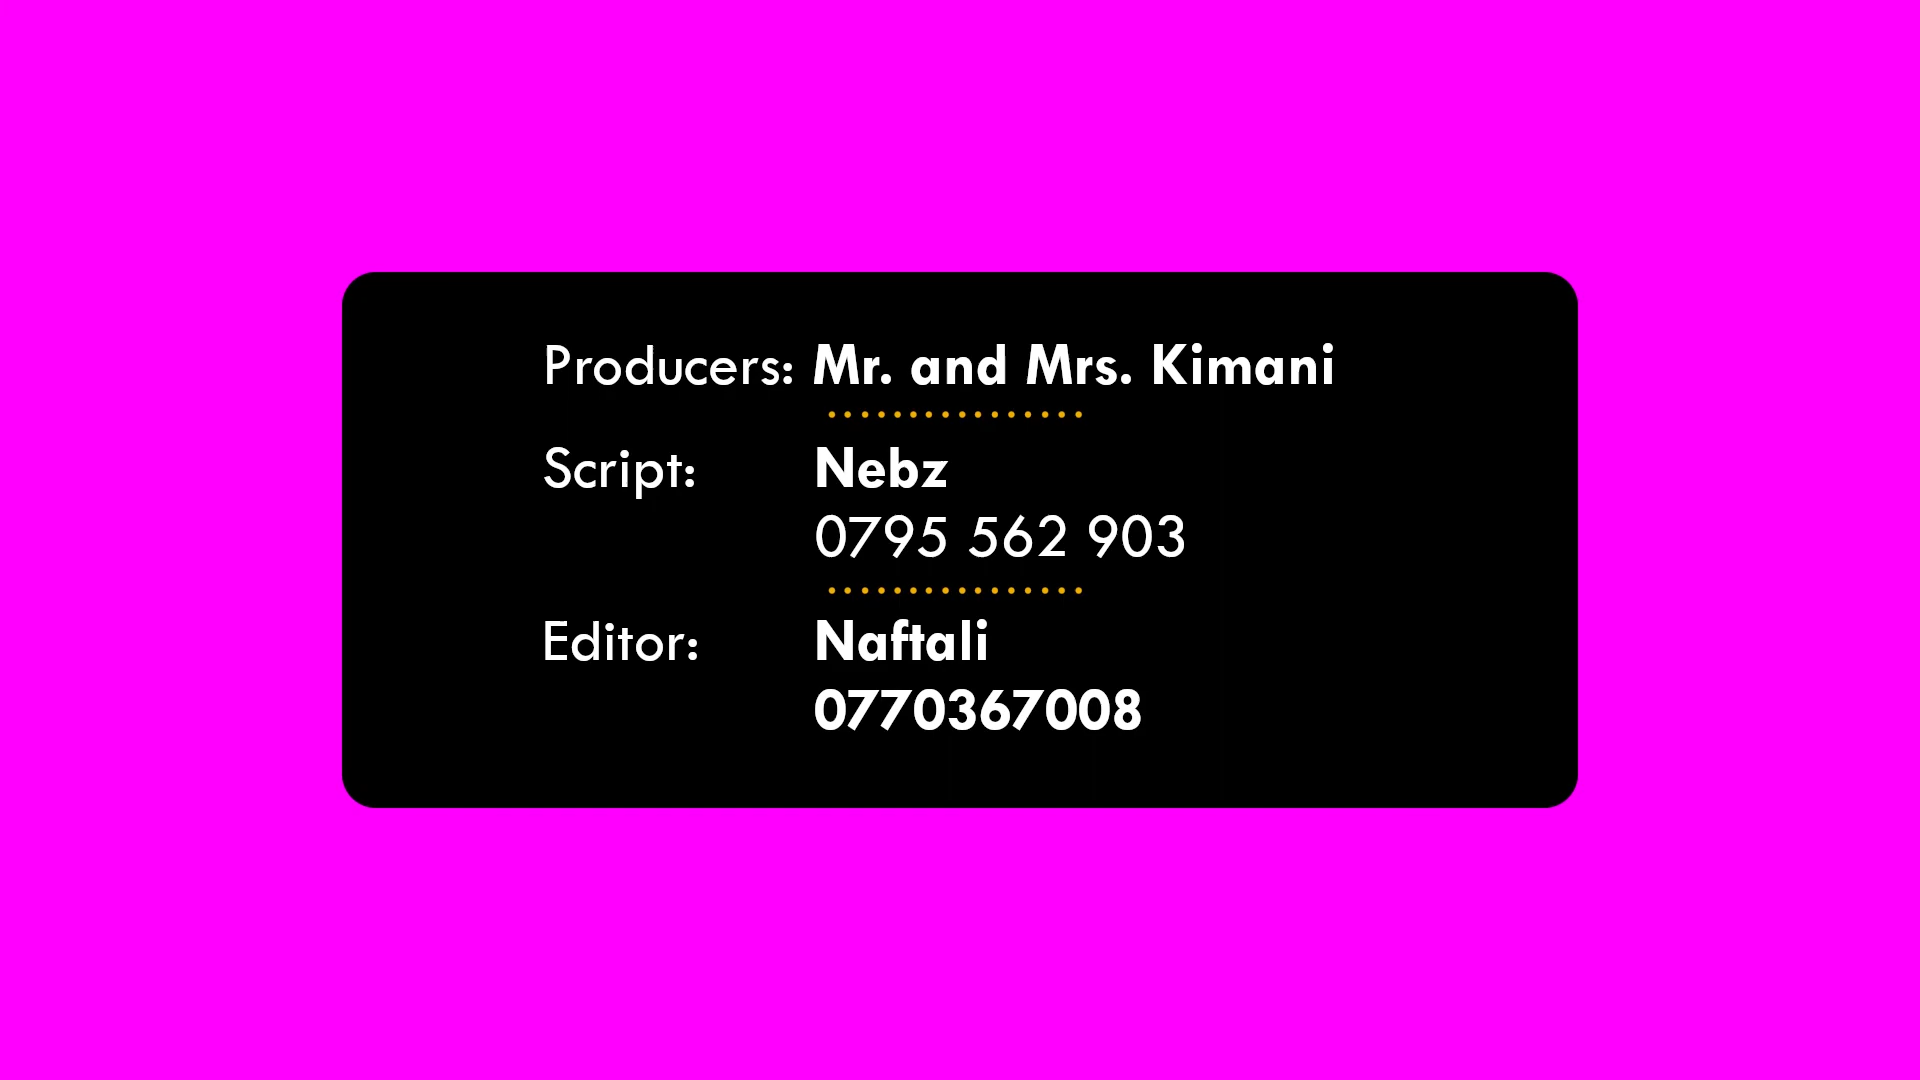 Producers: Mr. and Mrs. Kimani
Script: Nebz
0795 562 903
Editor: Naftali
0770367008